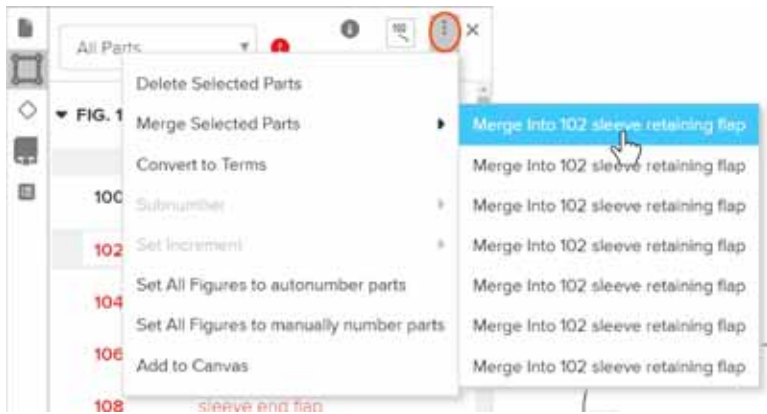 All Parts
FIG. 1
Delete Selected Parts
Merge Selected Parts
Convert to Terms
Subnumber
Set Increment
Set All Figures to autonumber parts
Set All Figures to manually number parts
Add to Canvas
Merge Into 102 sleeve retaining flap
Merge Into 102 sleeve retaining flap
Merge Into 102 sleeve retaining flap
Merge Into 102 sleeve retaining flap
Merge Into 102 sleeve retaining flap
Merge Into 102 sleeve retaining flap
Merge Into 102 sleeve retaining flap
100
102
104
106
108 sleeve end flap